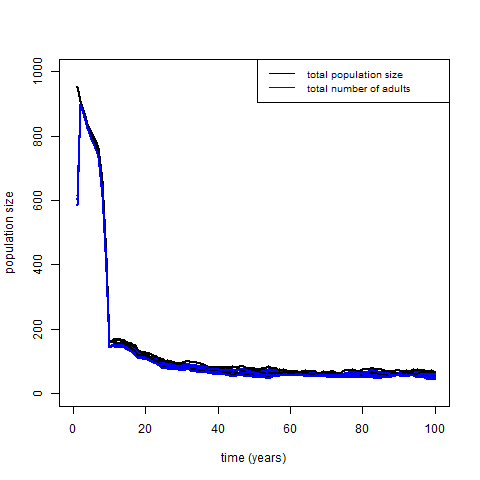 total population size
total number of adults
population size
1000
800
600
400
200
0
0 20 40 60 80 100
time (years)